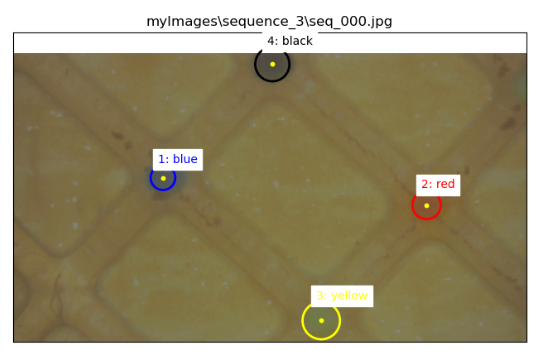 myImages\sequence_3\seq_000.jpg
4: black
1: blue
2: red
3: yellow